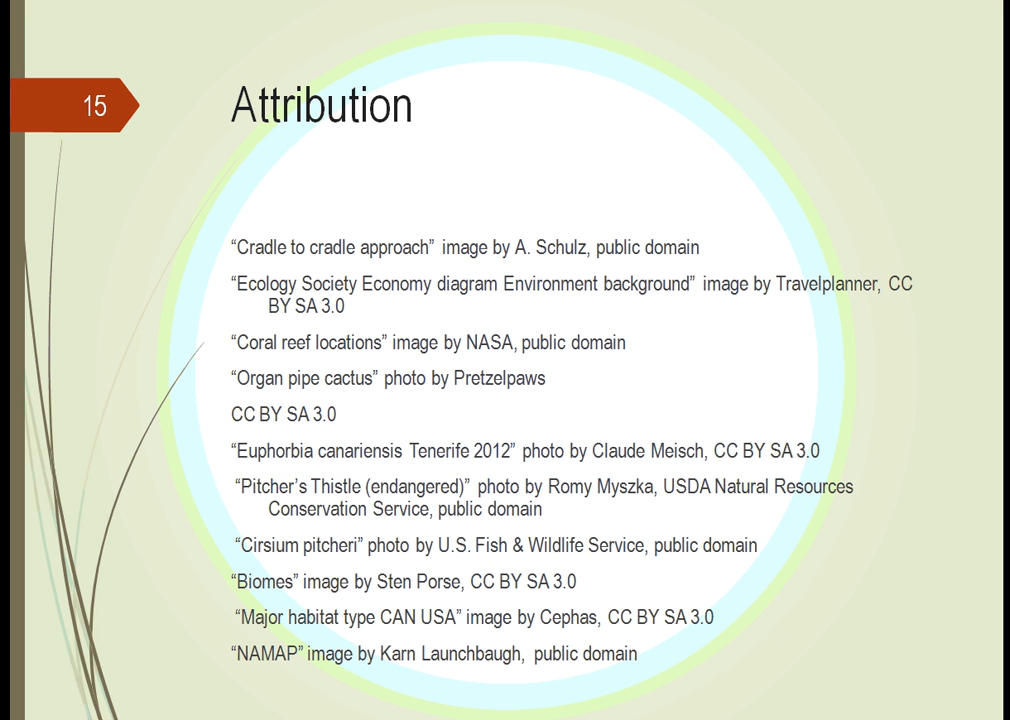 15
Attribution
“Cradle to cradle approach” image by A. Schulz, public domain
“Ecology Society Economy diagram Environment background” image by Travelplanner, CC
BY SA 3.0
“Coral reef locations” image by NASA, public domain
“Organ pipe cactus” photo by Pretzelpaws
CC BY SA 3.0
“Euphorbia canariensis Tenerife 2012” photo by Claude Meisch, CC BY SA 3.0
“Pitcher’s Thistle (endangered)” photo by Romy Myszka, USDA Natural Resources
Conservation Service, public domain
“Cirsium pitcheri” photo by U.S. Fish & Wildlife Service, public domain
“Biomes” image by Sten Porse, CC BY SA 3.0
“Major habitat type CAN USA” image by Cephas, CC BY SA 3.0
“NAMAP” image by Karn Launchbaugh, public domain